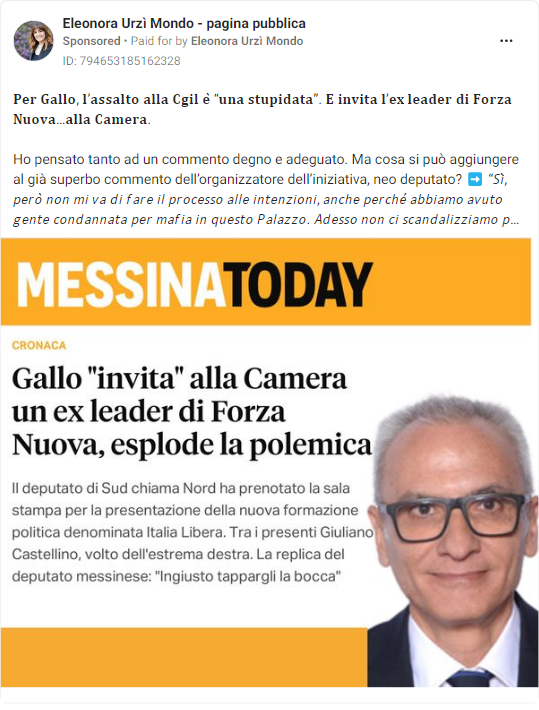 Eleonora Urzì Mondo - pagina pubblica
Sponsored • Paid for by Eleonora Urzì Mondo
ID: 794653185162328
Per Gallo, l'assalto alla Cgil è “una stupidata”. E invita l'ex leader di Forza
Nuova...alla Camera.
Ho pensato tanto ad un commento degno e adeguato. Ma cosa si può aggiungere
al già superbo commento dell'organizzatore dell'iniziativa, neo deputato? ➡️ "Sì,
però non mi va di fare il processo alle intenzioni, anche perché abbiamo avuto
gente condannata per mafia in questo Palazzo. Adesso non ci scandalizziamo p...
MESSINATODAY
CRONACA
Gallo "invita" alla Camera
un ex leader di Forza
Nuova, esplode la polemica
Il deputato di Sud chiama Nord ha prenotato la sala
stampa per la presentazione della nuova formazione
politica denominata Italia Libera. Tra i presenti Giuliano
Castellino, volto dell'estrema destra. La replica del
deputato messinese: "Ingiusto tappargli la bocca"